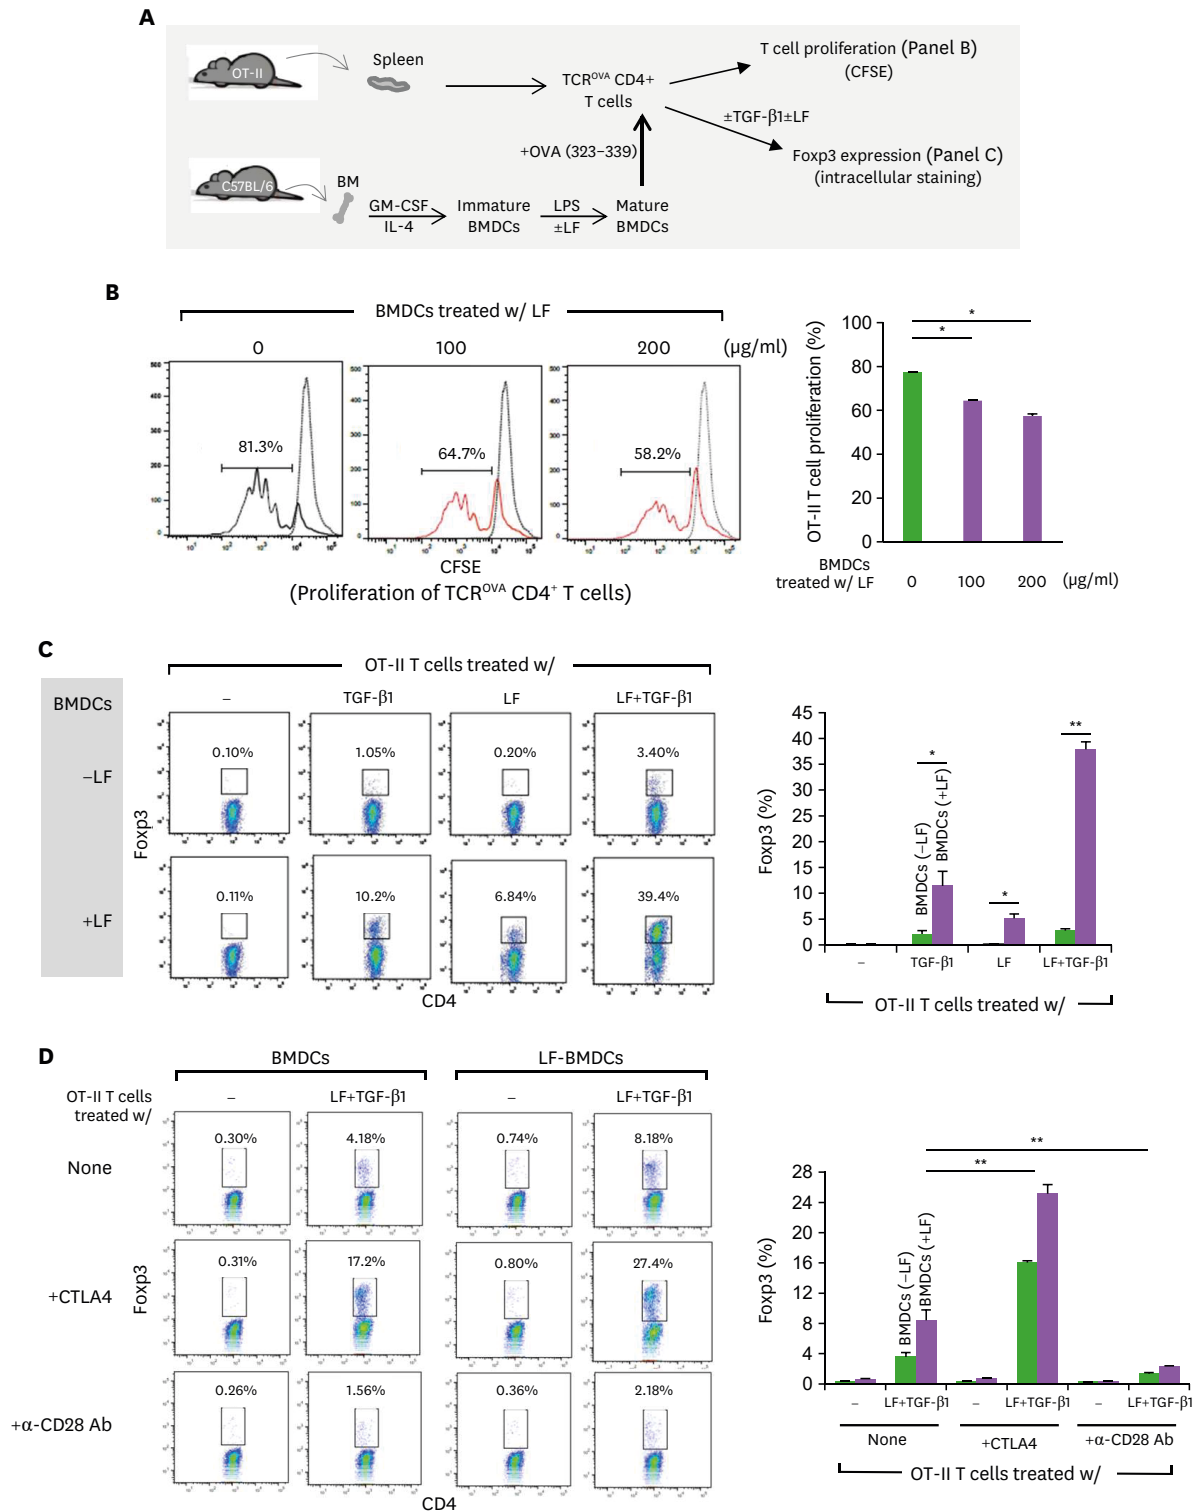 A
OT-II
Spleen
TCR^OVA CD4+
T cells
T cell proliferation (Panel B)
(CFSE)
±TGF-β1±LF
Foxp3 expression (Panel C)
(intracellular staining)
+OVA (323–339)
C57BL/6
BM
GM-CSF
IL-4
Immature
BMDCs
LPS
±LF
Mature
BMDCs
B
BMDCs treated w/ LF
0 100 200 (μg/ml)
81.3%
64.7%
58.2%
CFSE
(Proliferation of TCR^OVA CD4⁺ T cells)
OT-II T cell proliferation (%)
100
80
60
40
20
0
*
*
BMDCs
treated w/ LF 0 100 200 (μg/ml)
C
OT-II T cells treated w/
BMDCs
– TGF-β1 LF LF+TGF-β1
–LF
0.10% 1.05% 0.20% 3.40%
+LF
0.11% 10.2% 6.84% 39.4%
Foxp3
CD4
Foxp3 (%)
45
40
35
30
25
20
15
10
5
0
*
*
**
BMDCs (–LF)
BMDCs (+LF)
– TGF-β1 LF LF+TGF-β1
OT-II T cells treated w/
D
BMDCs LF-BMDCs
OT-II T cells
treated w/
– LF+TGF-β1 – LF+TGF-β1
None
0.30% 4.18% 0.74% 8.18%
+CTLA4
0.31% 17.2% 0.80% 27.4%
+α-CD28 Ab
0.26% 1.56% 0.36% 2.18%
Foxp3
CD4
Foxp3 (%)
28
24
20
16
12
8
4
0
**
**
BMDCs (–LF)
BMDCs (+LF)
– LF+TGF-β1 – LF+TGF-β1 – LF+TGF-β1
None +CTLA4 +α-CD28 Ab
OT-II T cells treated w/